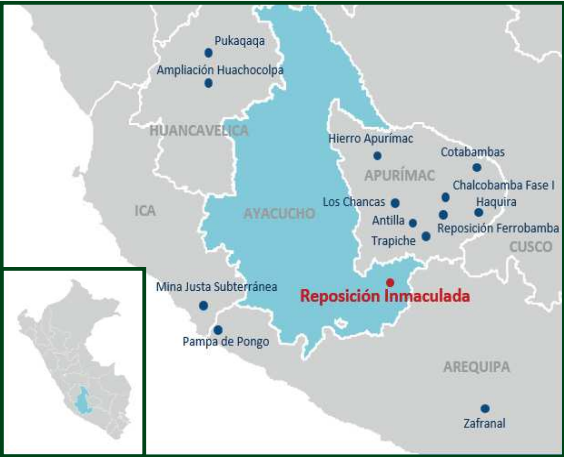 Pukaqaqa
Ampliación Huachocolpa
HUANCAVELICA
Hierro Apurímac
Cotabambas
APURÍMAC
Chalcobamba Fase I
Los Chancas
Haquira
ICA
AYACUCHO
Antilla
Reposición Ferrobamba
Trapiche
CUSCO
Mina Justa Subterránea
Reposición Inmaculada
Pampa de Pongo
AREQUIPA
Zafranal